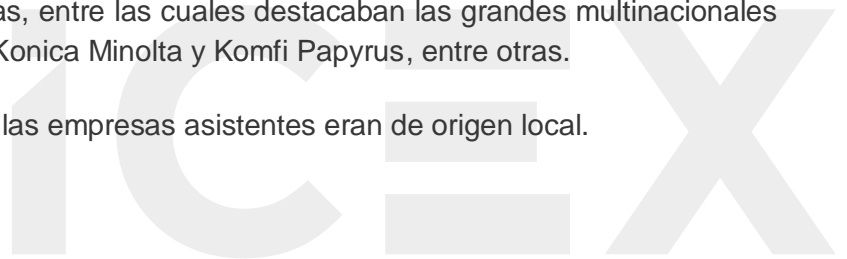 as, entre las cuales destacaban las grandes multinacionales
Konica Minolta y Komfi Papyrus, entre otras.
las empresas asistentes eran de origen local.
ICEX